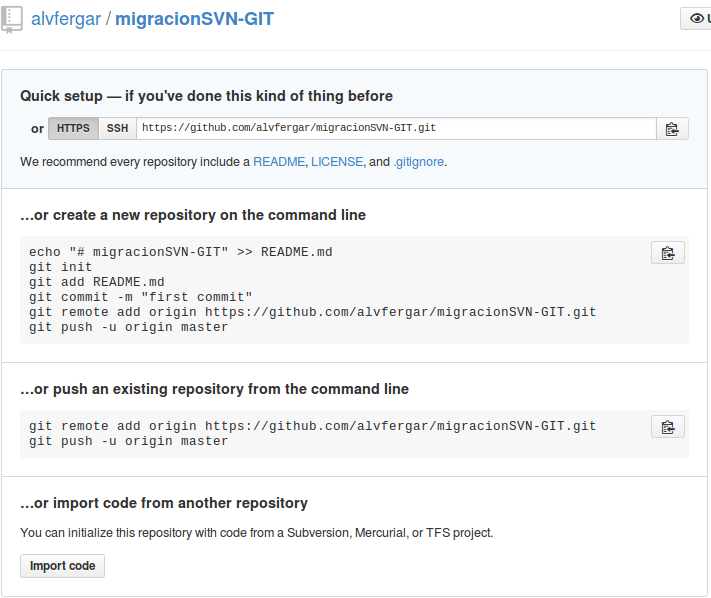 alvfergar / migracionSVN-GIT
Quick setup — if you've done this kind of thing before
or HTTPS SSH https://github.com/alvfergar/migracionSVN-GIT.git
We recommend every repository include a README, LICENSE, and .gitignore.
…or create a new repository on the command line
echo "# migracionSVN-GIT" >> README.md
git init
git add README.md
git commit -m "first commit"
git remote add origin https://github.com/alvfergar/migracionSVN-GIT.git
git push -u origin master
…or push an existing repository from the command line
git remote add origin https://github.com/alvfergar/migracionSVN-GIT.git
git push -u origin master
…or import code from another repository
You can initialize this repository with code from a Subversion, Mercurial, or TFS project.
Import code